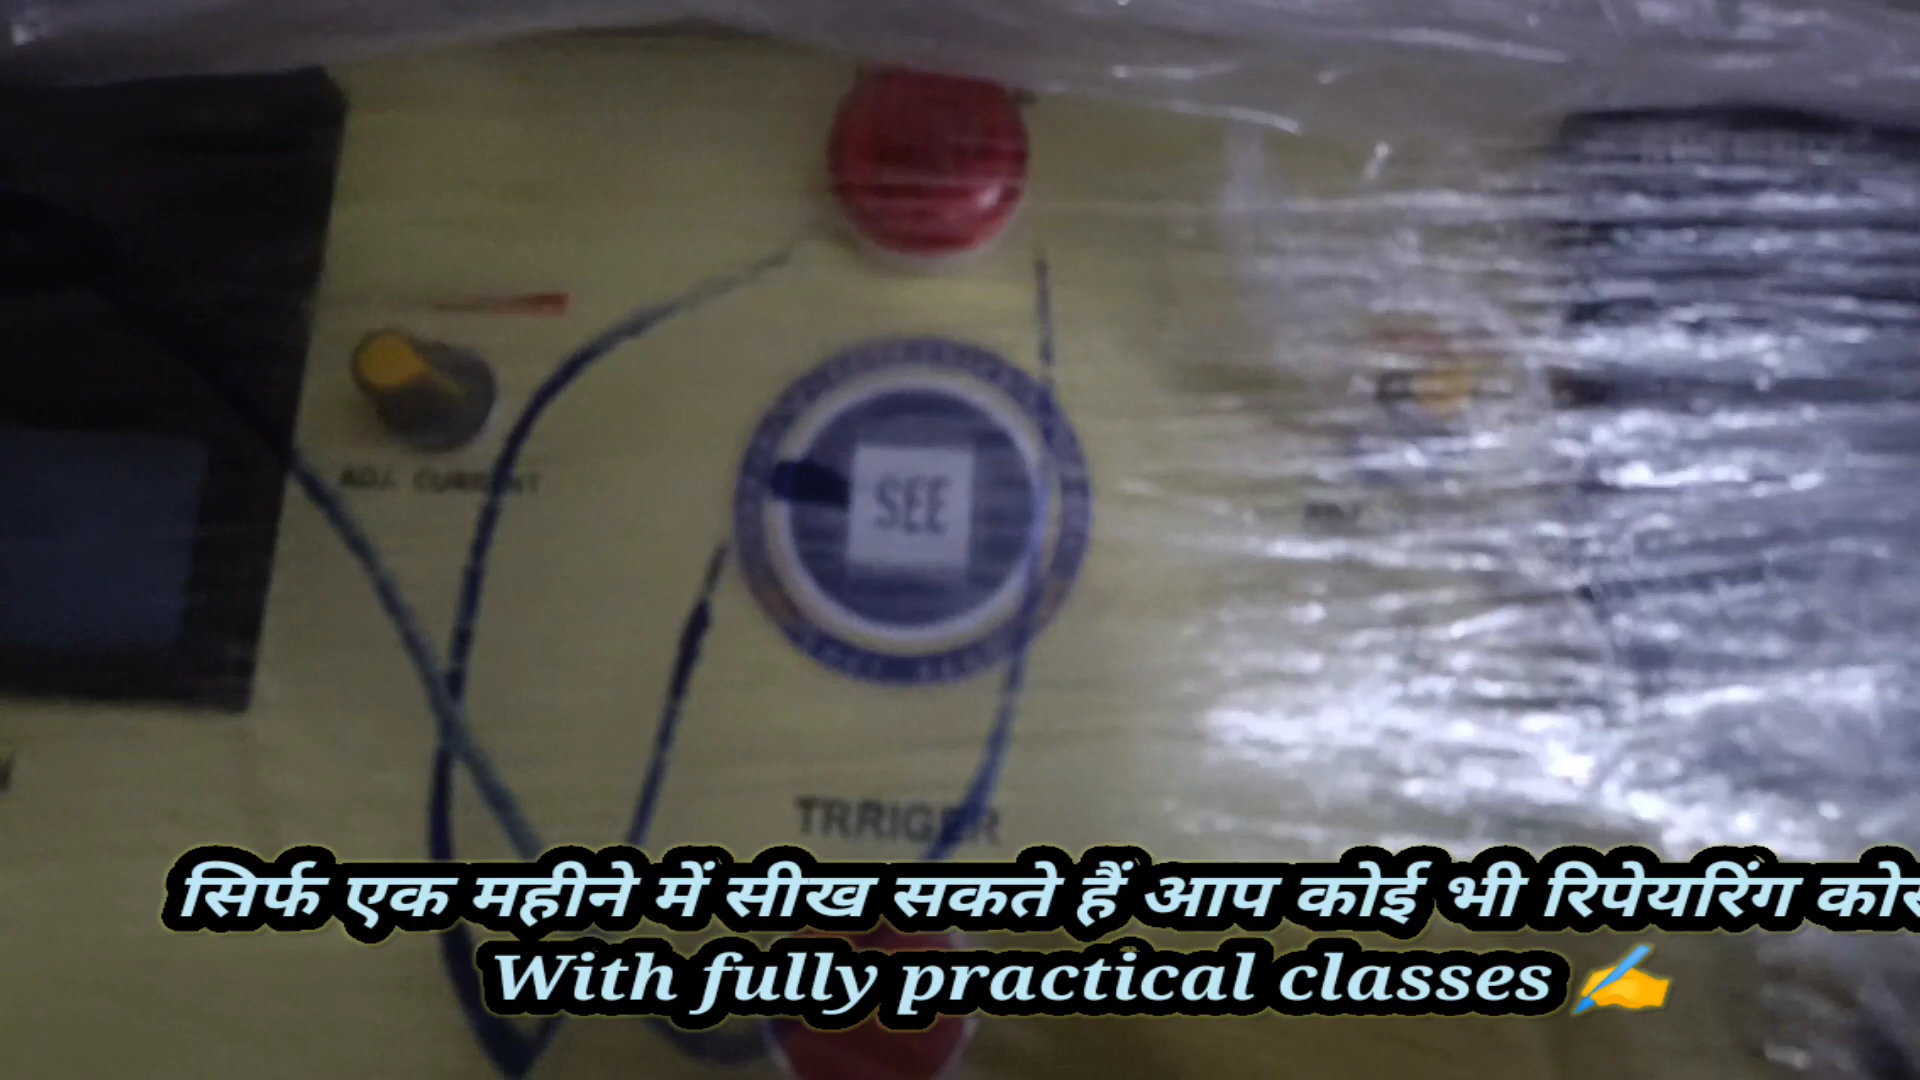 ADJ. CURRENT
SEE
TRRIGER
सिर्फ एक महीने में सीख सकते हैं आप कोई भी रिपेयरिंग
With fully practical classes ✍